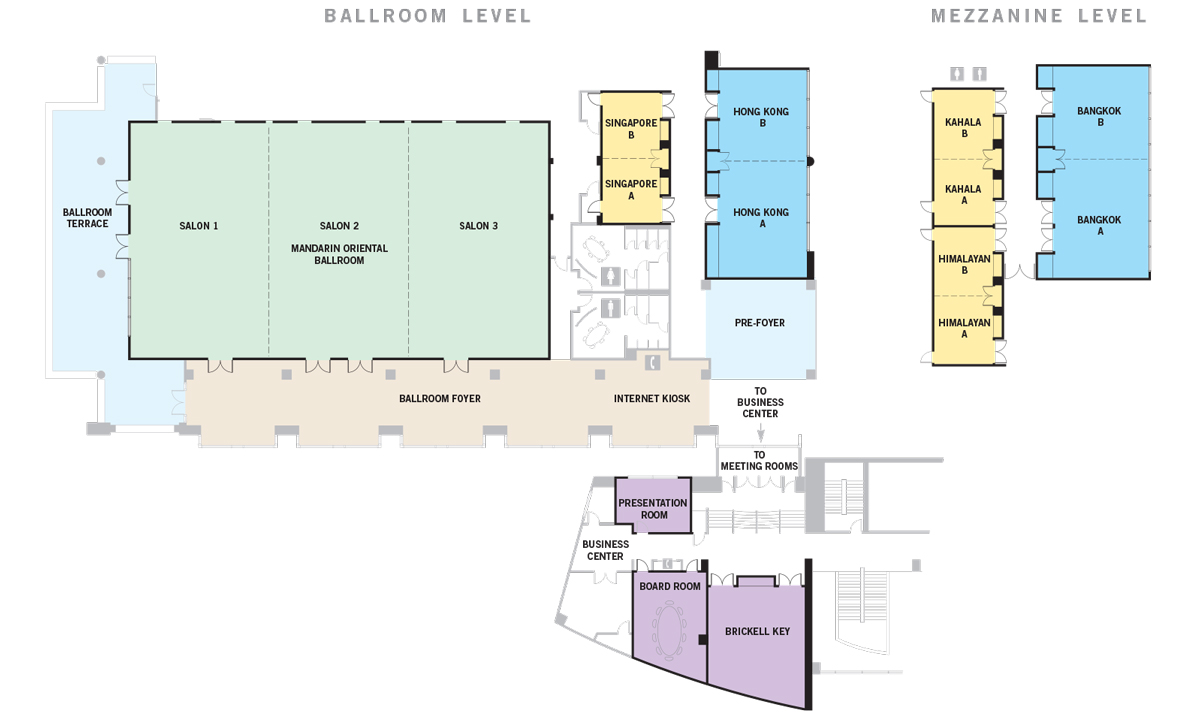 BALLROOM LEVEL
MEZZANINE LEVEL
BALLROOM
TERRACE
SALON 1
SALON 2
SALON 3
MANDARIN ORIENTAL
BALLROOM
SINGAPORE
B
SINGAPORE
A
HONG KONG
B
HONG KONG
A
PRE-FOYER
BALLROOM FOYER
INTERNET KIOSK
TO
BUSINESS
CENTER
TO
MEETING ROOMS
PRESENTATION
ROOM
BUSINESS
CENTER
BOARD ROOM
BRICKELL KEY
KAHALA
B
KAHALA
A
HIMALAYAN
B
HIMALAYAN
A
BANGKOK
B
BANGKOK
A